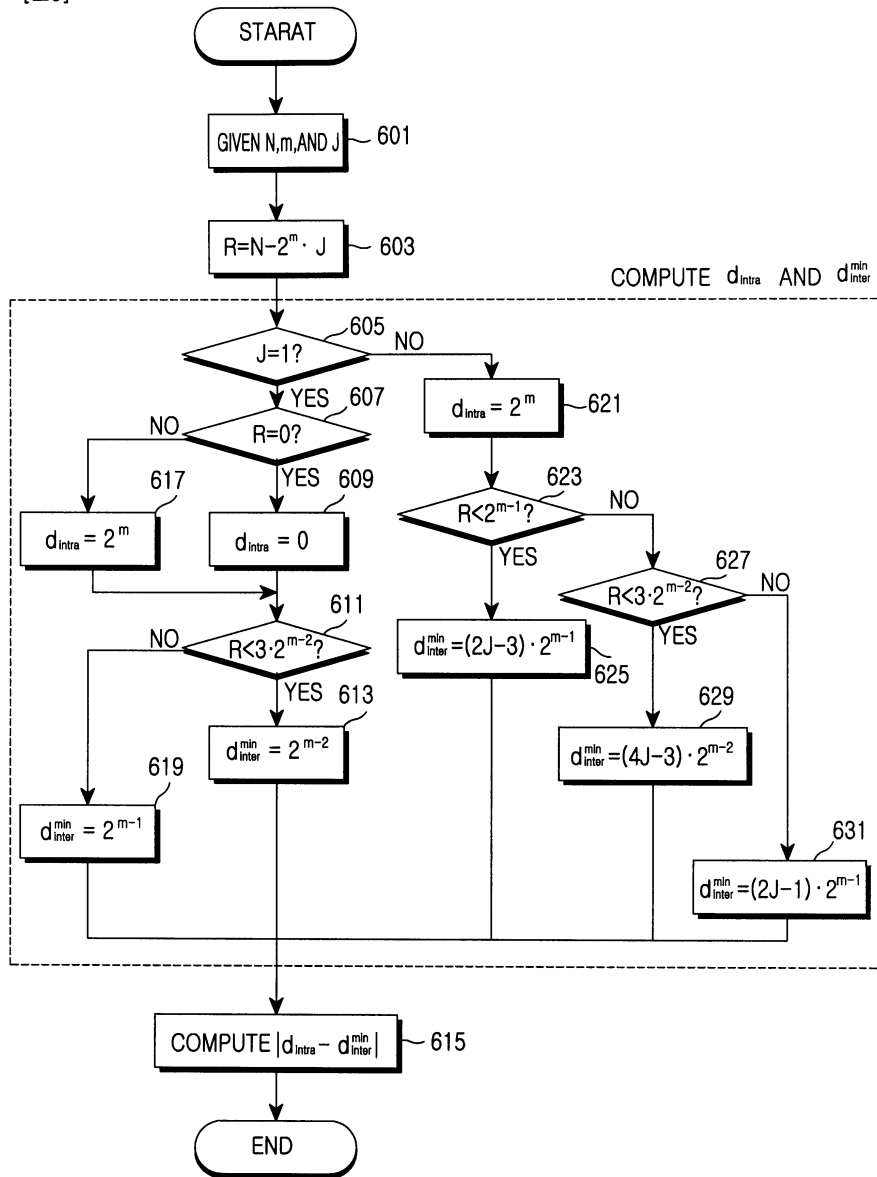 STARAT
GIVEN N,m,AND J
601
R=N-2^m · J
603
COMPUTE d_intra AND d_inter^min
J=1?
605
NO
YES
R=0?
607
NO
YES
d_intra = 2^m
621
617
d_intra = 2^m
609
d_intra = 0
R<2^{m-1}?
623
NO
YES
R<3·2^{m-2}?
627
NO
YES
R<3·2^{m-2}?
611
NO
YES
d_inter^min=(2J-3)·2^{m-1}
625
613
d_inter^min = 2^{m-2}
629
d_inter^min=(4J-3)·2^{m-2}
619
d_inter^min = 2^{m-1}
631
d_inter^min=(2J-1)·2^{m-1}
COMPUTE |d_intra - d_inter^min|
615
END